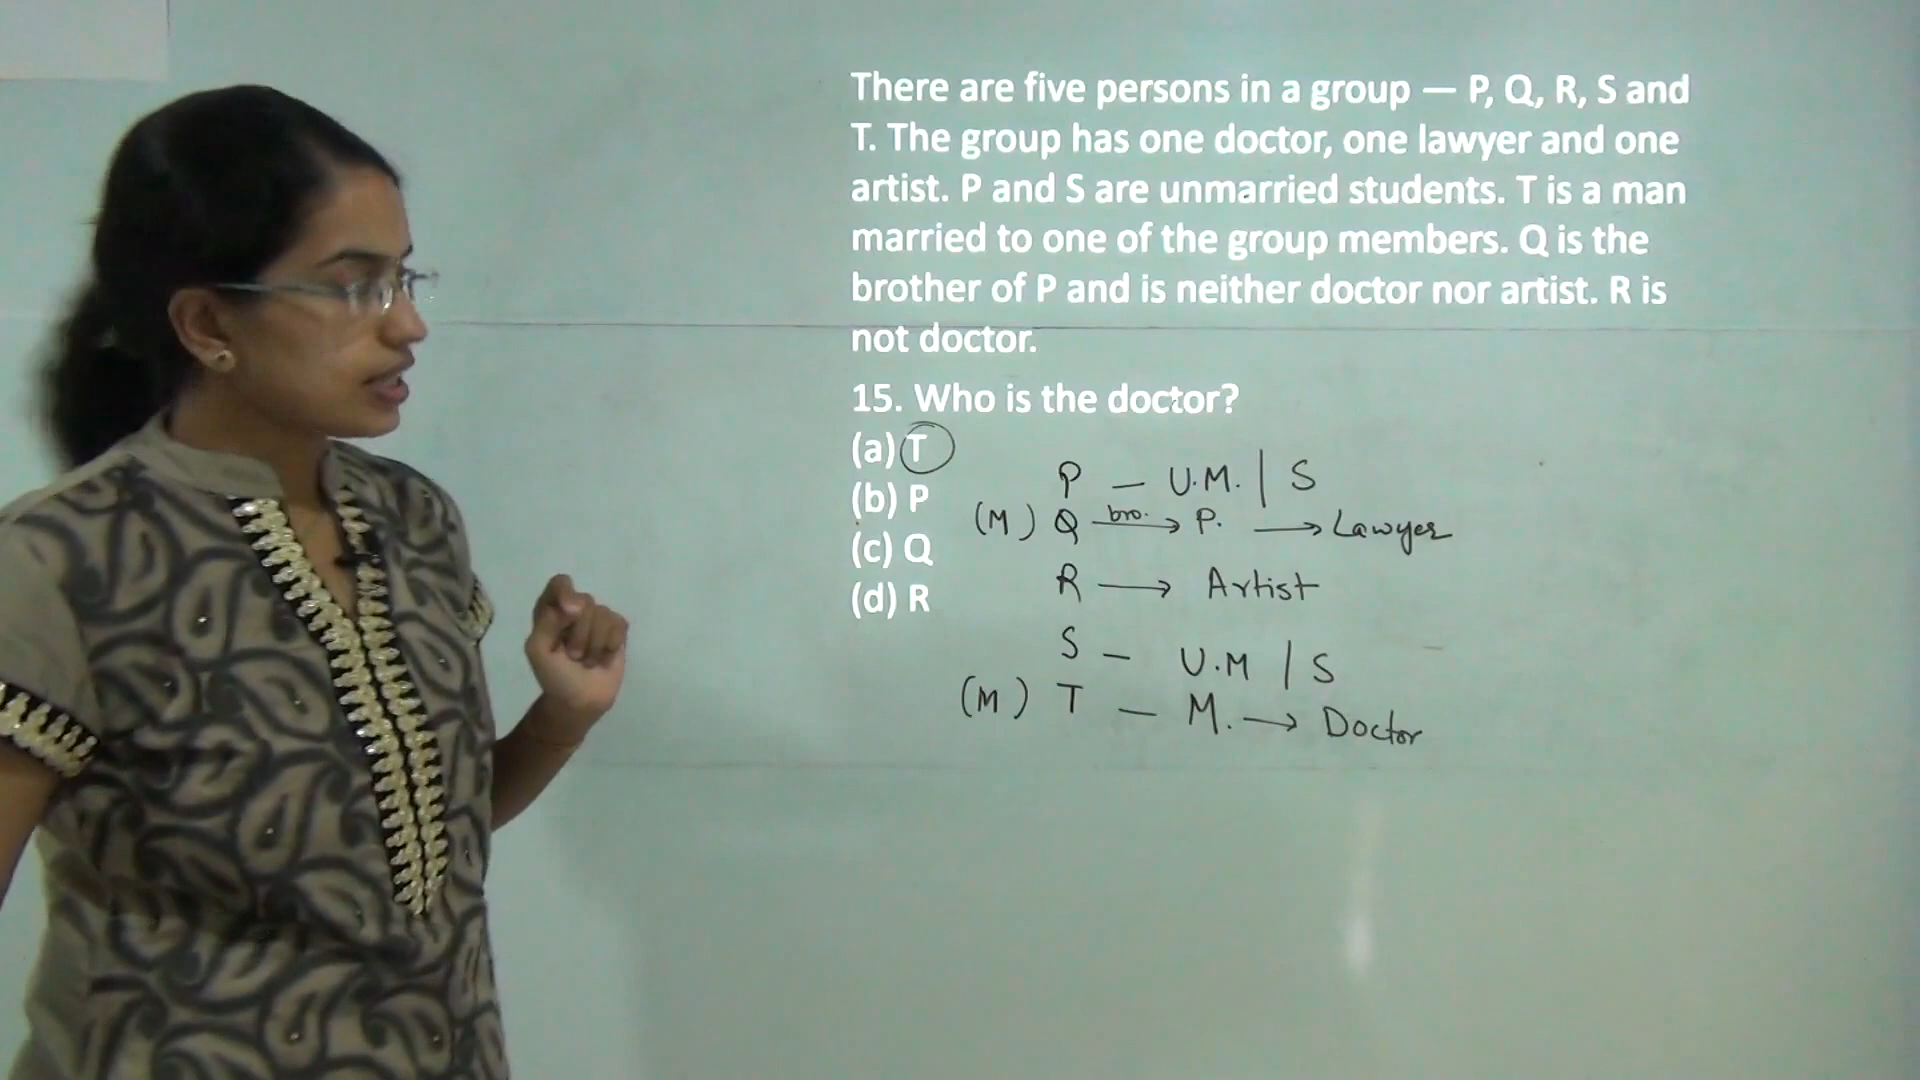 There are five persons in a group — P, Q, R, S and
T. The group has one doctor, one lawyer and one
artist. P and S are unmarried students. T is a man
married to one of the group members. Q is the
brother of P and is neither doctor nor artist. R is
not doctor.
15. Who is the doctor?
(a) T
(b) P
(c) Q
(d) R
P — U.M. | S
(M) Q bro. → P. → Lawyer
R → Artist
S — U.M | S
(M) T — M. → Doctor